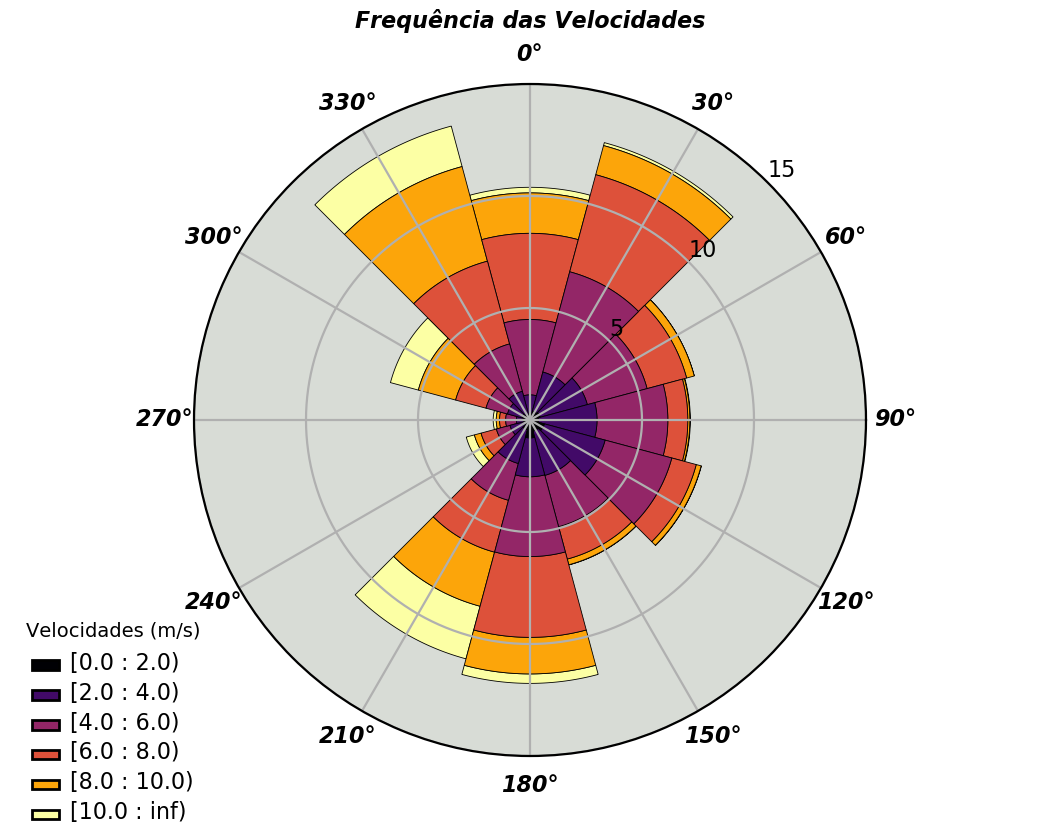 Frequência das Velocidades
0°
330°
30°
15
300°
60°
10
5
270°
90°
240°
120°
210°
150°
180°
Velocidades (m/s)
[0.0 : 2.0)
[2.0 : 4.0)
[4.0 : 6.0)
[6.0 : 8.0)
[8.0 : 10.0)
[10.0 : inf)